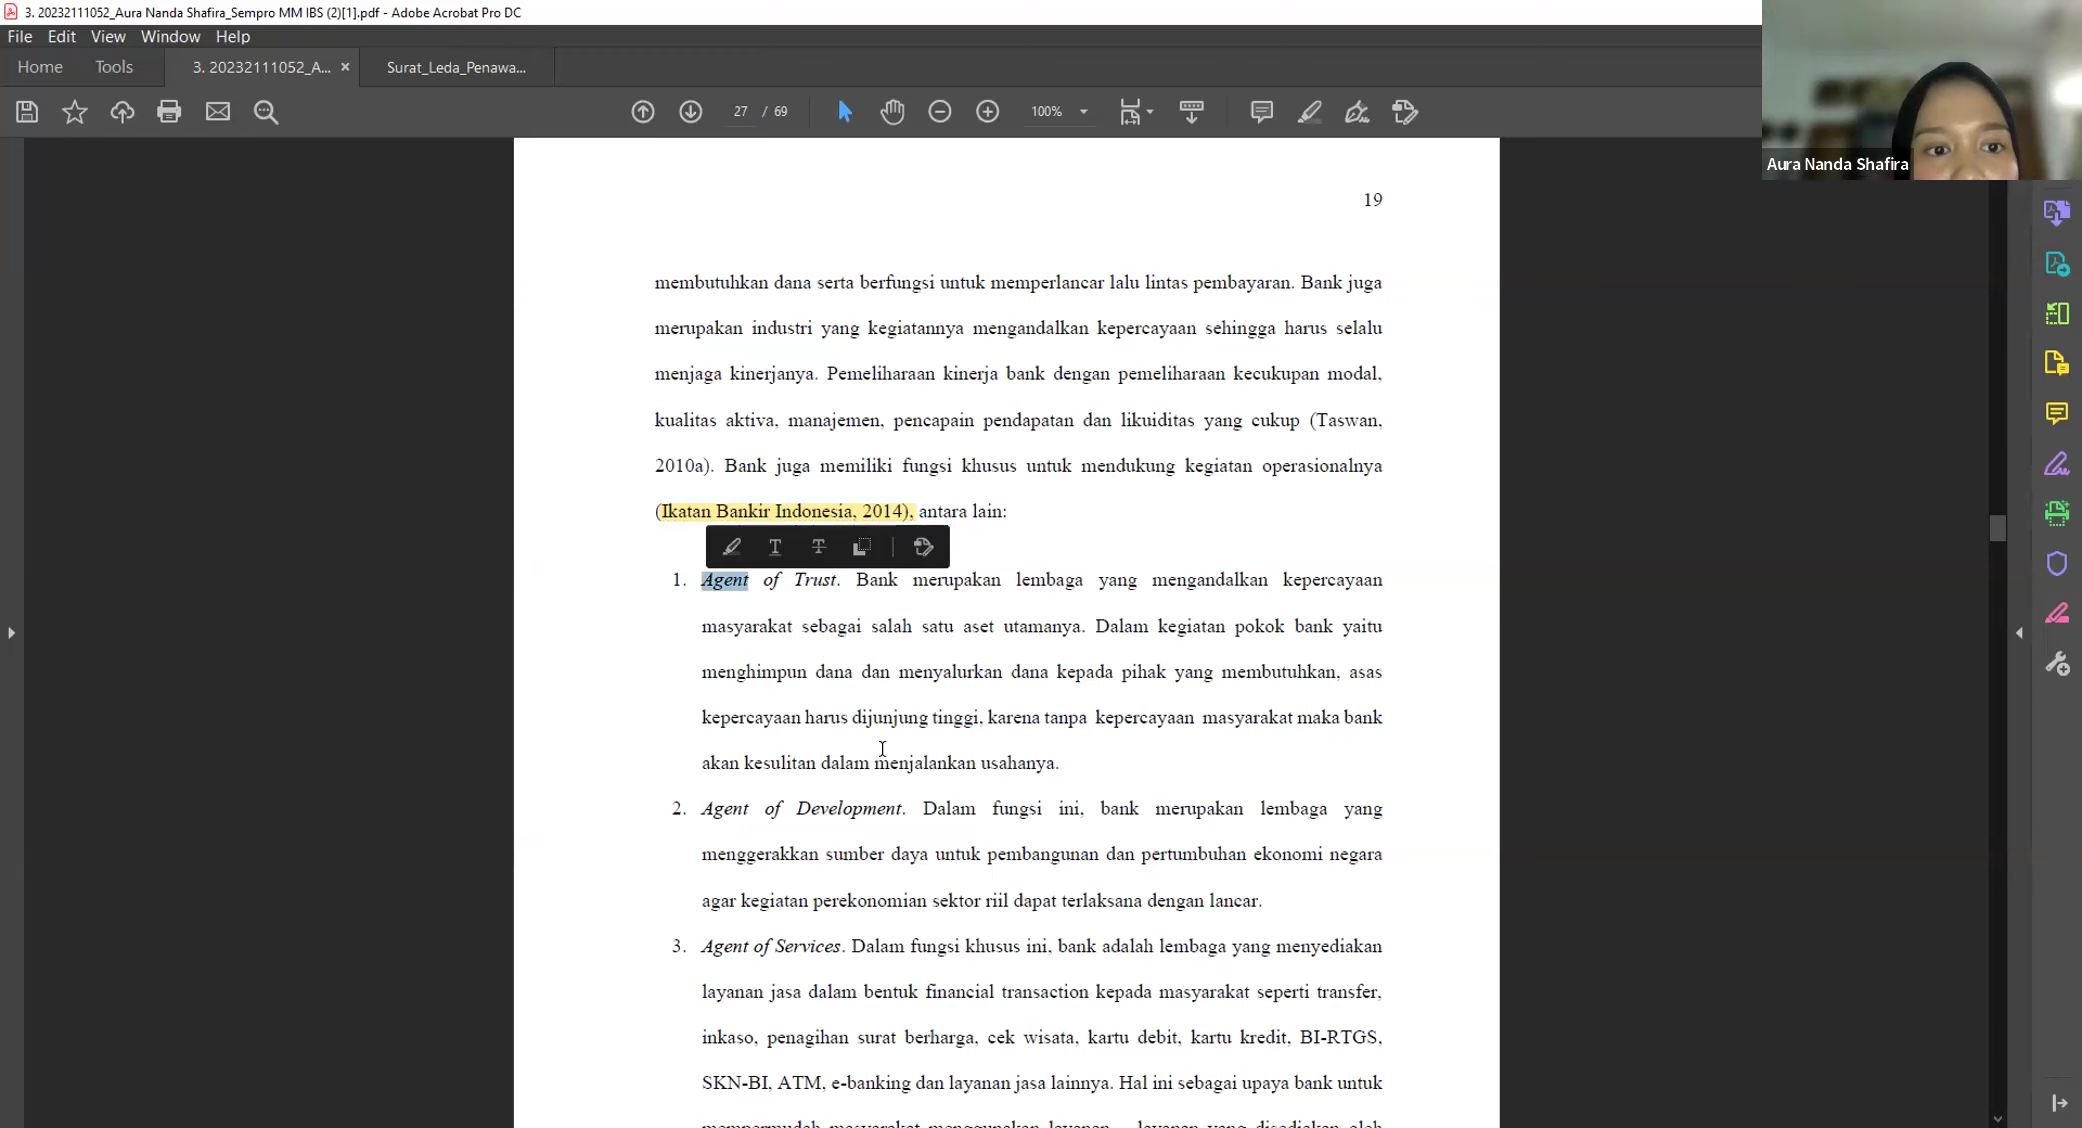 3. 20232111052_Aura Nanda Shafira_Sempro MM IBS (2)[1].pdf - Adobe Acrobat Pro DC
File Edit View Window Help
Home Tools 3. 20232111052_A... × Surat_Leda_Penawa...
27 / 69 100%
Aura Nanda Shafira
19
membutuhkan dana serta berfungsi untuk memperlancar lalu lintas pembayaran. Bank juga
merupakan industri yang kegiatannya mengandalkan kepercayaan sehingga harus selalu
menjaga kinerjanya. Pemeliharaan kinerja bank dengan pemeliharaan kecukupan modal,
kualitas aktiva, manajemen, pencapain pendapatan dan likuiditas yang cukup (Taswan,
2010a). Bank juga memiliki fungsi khusus untuk mendukung kegiatan operasionalnya
(Ikatan Bankir Indonesia, 2014), antara lain:
1. Agent of Trust. Bank merupakan lembaga yang mengandalkan kepercayaan
masyarakat sebagai salah satu aset utamanya. Dalam kegiatan pokok bank yaitu
menghimpun dana dan menyalurkan dana kepada pihak yang membutuhkan, asas
kepercayaan harus dijunjung tinggi, karena tanpa kepercayaan masyarakat maka bank
akan kesulitan dalam menjalankan usahanya.
2. Agent of Development. Dalam fungsi ini, bank merupakan lembaga yang
menggerakkan sumber daya untuk pembangunan dan pertumbuhan ekonomi negara
agar kegiatan perekonomian sektor riil dapat terlaksana dengan lancar.
3. Agent of Services. Dalam fungsi khusus ini, bank adalah lembaga yang menyediakan
layanan jasa dalam bentuk financial transaction kepada masyarakat seperti transfer,
inkaso, penagihan surat berharga, cek wisata, kartu debit, kartu kredit, BI-RTGS,
SKN-BI, ATM, e-banking dan layanan jasa lainnya. Hal ini sebagai upaya bank untuk
mempermudah masyarakat menggunakan layanan - layanan yang disediakan oleh